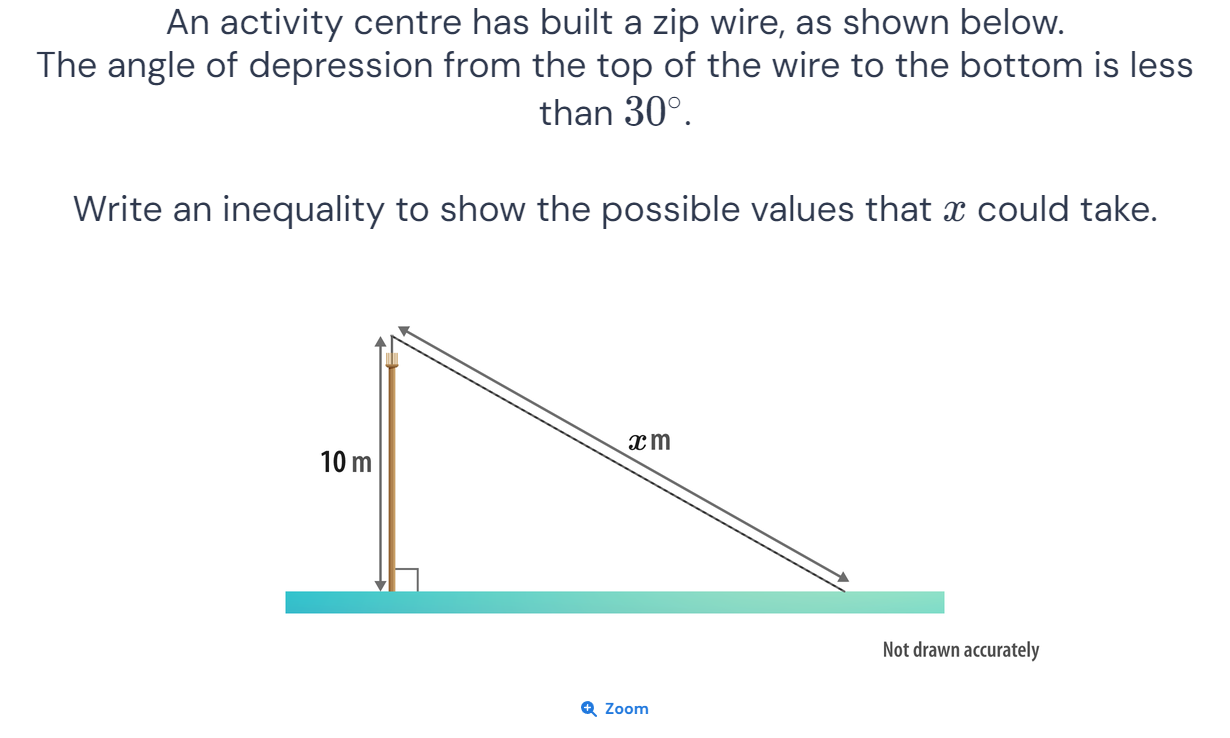 An activity centre has built a zip wire, as shown below.
The angle of depression from the top of the wire to the bottom is less
than 30°.
Write an inequality to show the possible values that x could take.
x m
10 m
Not drawn accurately
Zoom